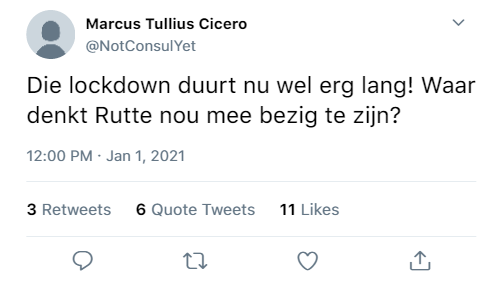 Marcus Tullius Cicero
@NotConsulYet
Die lockdown duurt nu wel erg lang! Waar
denkt Rutte nou mee bezig te zijn?
12:00 PM · Jan 1, 2021
3 Retweets 6 Quote Tweets 11 Likes